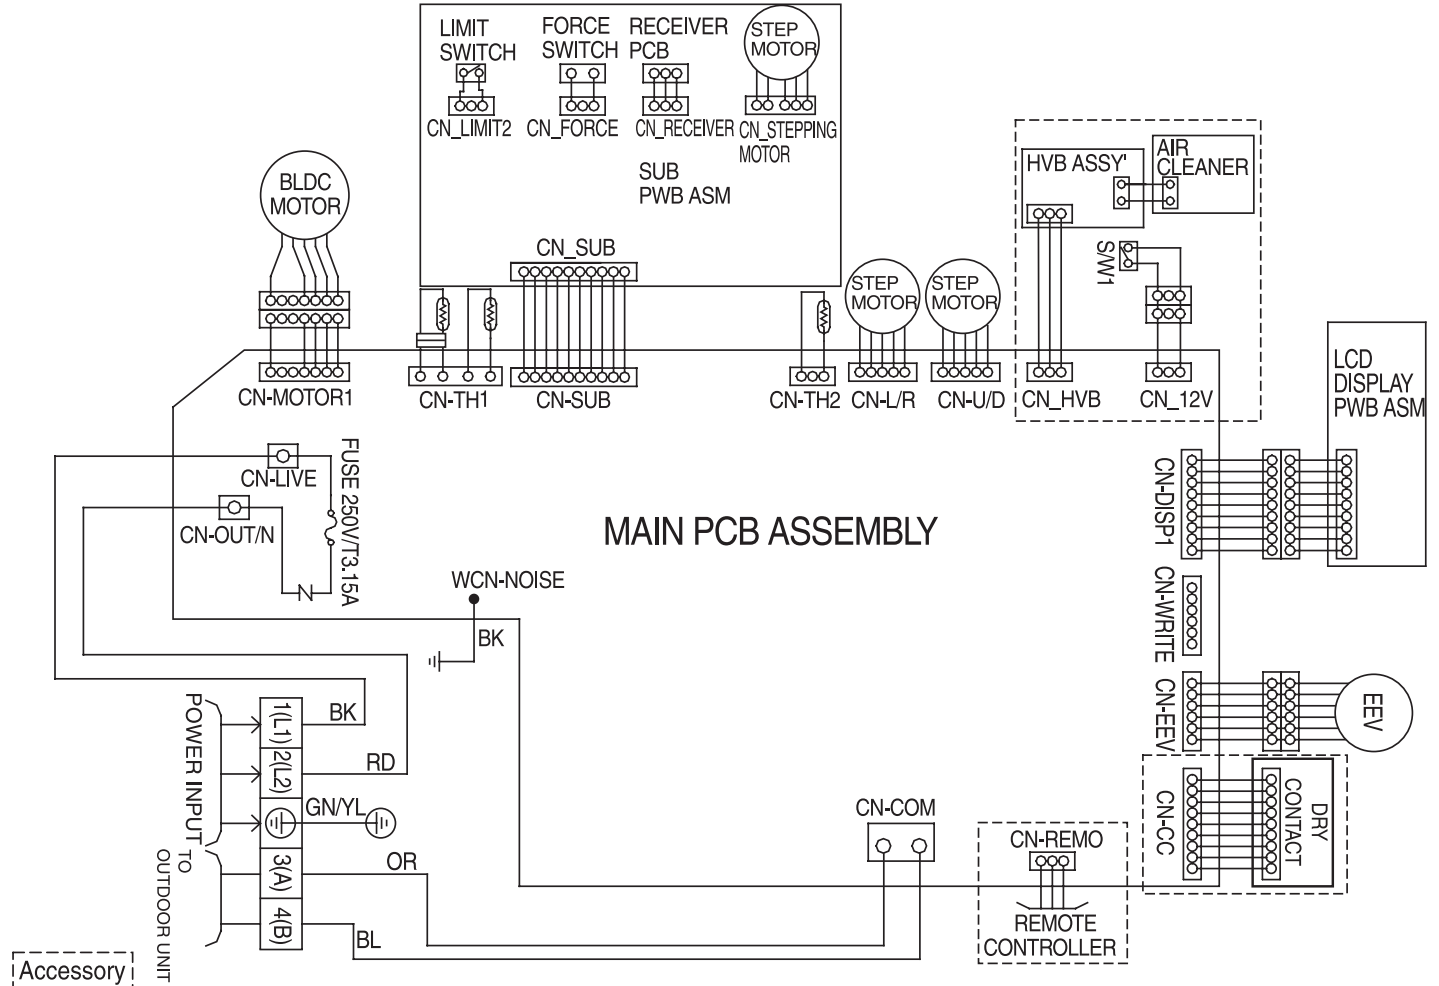 LIMIT
SWITCH
FORCE
SWITCH
RECEIVER
PCB
STEP
MOTOR
CN_LIMIT2
CN_FORCE
CN_RECEIVER
CN_STEPPING
MOTOR
SUB
PWB ASM
CN_SUB
BLDC
MOTOR
HVB ASSY'
AIR
CLEANER
S/W1
STEP
MOTOR
STEP
MOTOR
CN-MOTOR1
CN-TH1
CN-SUB
CN-TH2
CN-L/R
CN-U/D
CN_HVB
CN_12V
LCD
DISPLAY
PWB ASM
CN-LIVE
CN-OUT/N
FUSE 250V/T3.15A
MAIN PCB ASSEMBLY
CN-DISP1
WCN-NOISE
BK
CN-WRITE
CN-EEV
EEV
POWER INPUT
1(L1)
BK
2(L2)
RD
GN/YL
3(A)
OR
4(B)
BL
TO
OUTDOOR UNIT
CN-COM
CN-REMO
REMOTE
CONTROLLER
CN-CC
DRY
CONTACT
Accessory